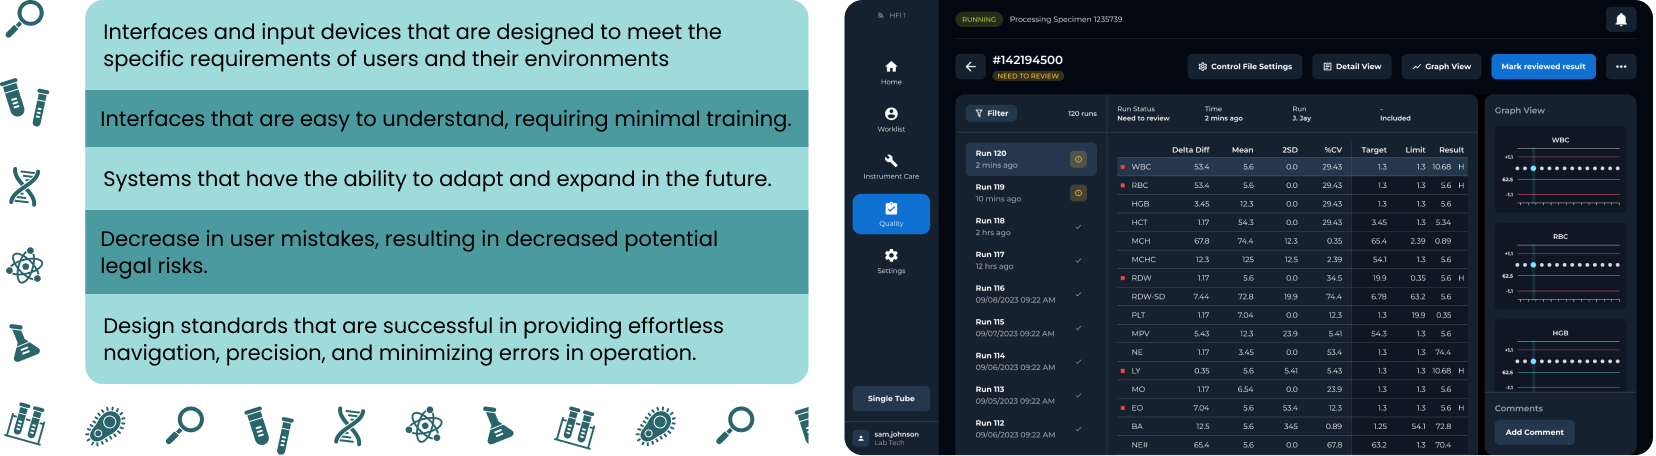 Interfaces and input devices that are designed to meet the
specific requirements of users and their environments
Interfaces that are easy to understand, requiring minimal training.
Systems that have the ability to adapt and expand in the future.
Decrease in user mistakes, resulting in decreased potential
legal risks.
Design standards that are successful in providing effortless
navigation, precision, and minimizing errors in operation.
HFI 1
Home
Worklist
Instrument Care
Quality
Settings
Single Tube
sam.johnson
Lab Tech
RUNNING Processing Specimen 1235739
#142194500
NEED TO REVIEW
Control File Settings Detail View Graph View Mark reviewed result
Filter 120 runs
Run 120
2 mins ago
Run 119
10 mins ago
Run 118
2 hrs ago
Run 117
12 hrs ago
Run 116
09/08/2023 09:22 AM
Run 115
09/07/2023 09:22 AM
Run 114
09/06/2023 09:22 AM
Run 113
09/05/2023 09:22 AM
Run 112
09/06/2023 09:22 AM
Run Status Time Run -
Need to review 2 mins ago J. Jay Included
Delta Diff Mean 2SD %CV Target Limit Result
WBC 53.4 5.6 0.0 29.43 1.3 1.3 10.68 H
RBC 53.4 5.6 0.0 29.43 1.3 1.3 5.6 H
HGB 3.45 12.3 0.0 29.43 1.3 1.3 5.6
HCT 1.17 54.3 0.0 29.43 3.45 1.3 5.34
MCH 67.8 74.4 12.3 0.35 65.4 2.39 0.89
MCHC 12.3 125 12.5 2.39 54.1 1.3 5.6
RDW 1.17 5.6 0.0 34.5 19.9 0.35 5.6 H
RDW-SD 7.44 72.8 19.9 74.4 6.78 63.2 5.6
PLT 1.17 7.04 0.0 12.3 1.3 19.9 0.35
MPV 5.43 12.3 23.9 5.41 54.3 1.3 5.6
NE 1.17 3.45 0.0 53.4 1.3 1.3 74.4
LY 0.35 5.6 5.41 5.43 1.3 1.3 10.68 H
MO 1.17 6.54 0.0 23.9 1.3 1.3 5.6
EO 7.04 5.6 53.4 12.3 1.3 1.3 5.6 H
BA 12.5 5.6 345 0.89 1.25 54.1 72.8
NE# 65.4 5.6 0.0 67.8 63.2 1.3 70.4
Graph View
WBC
+1.1
62.5
-1.1
RBC
+1.1
62.5
-1.1
HGB
+1.1
62.5
Comments
Add Comment